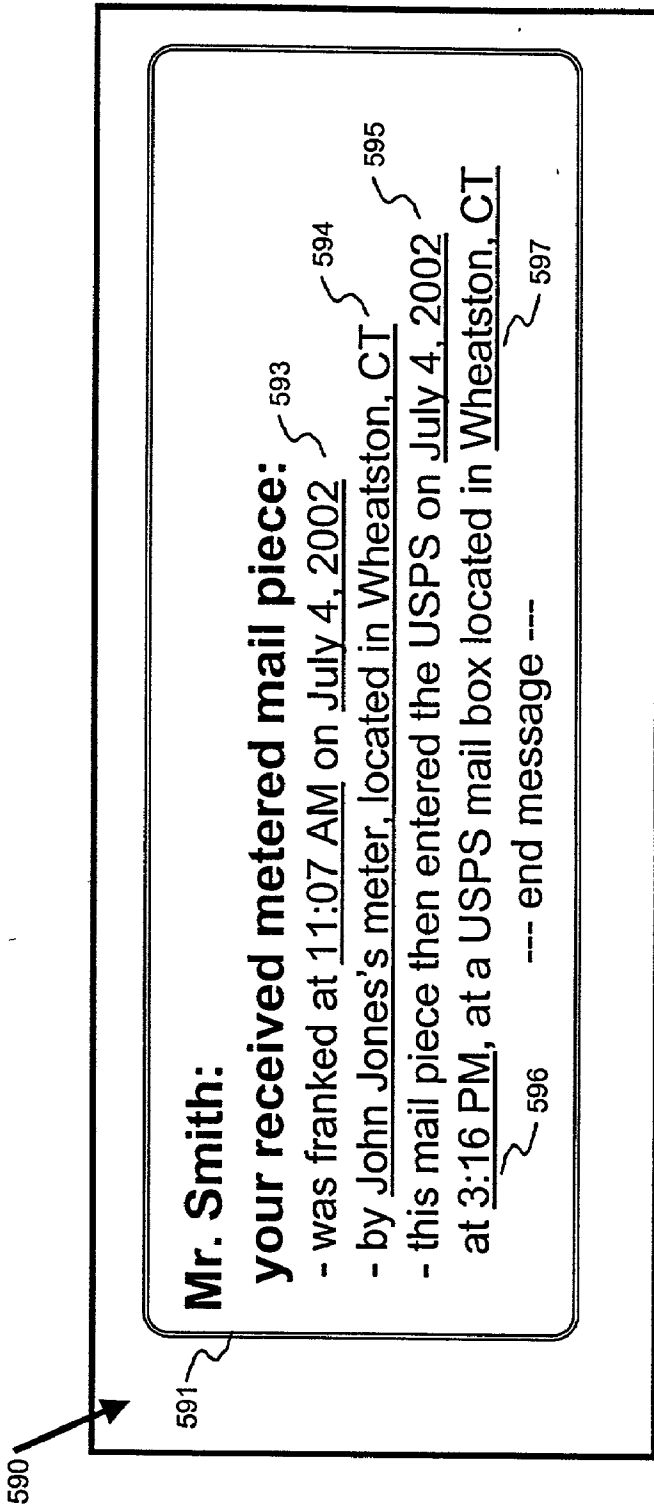 590
591
Mr. Smith:
your received metered mail piece:
- was franked at 11:07 AM on July 4, 2002 593
- by John Jones's meter, located in Wheatston, CT 594
- this mail piece then entered the USPS on July 4, 2002 595
at 3:16 PM, at a USPS mail box located in Wheatston, CT
596 --- end message --- 597